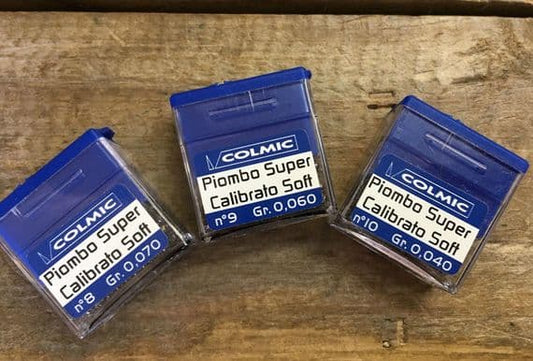 COLMIC
Piombo Super
Calibrato Soft
n°8 Gr. 0,070
COLMIC
Piombo Super
Calibrato Soft
n°9 Gr. 0,060
COLMIC
Piombo Super
Calibrato Soft
n°10 Gr. 0,040